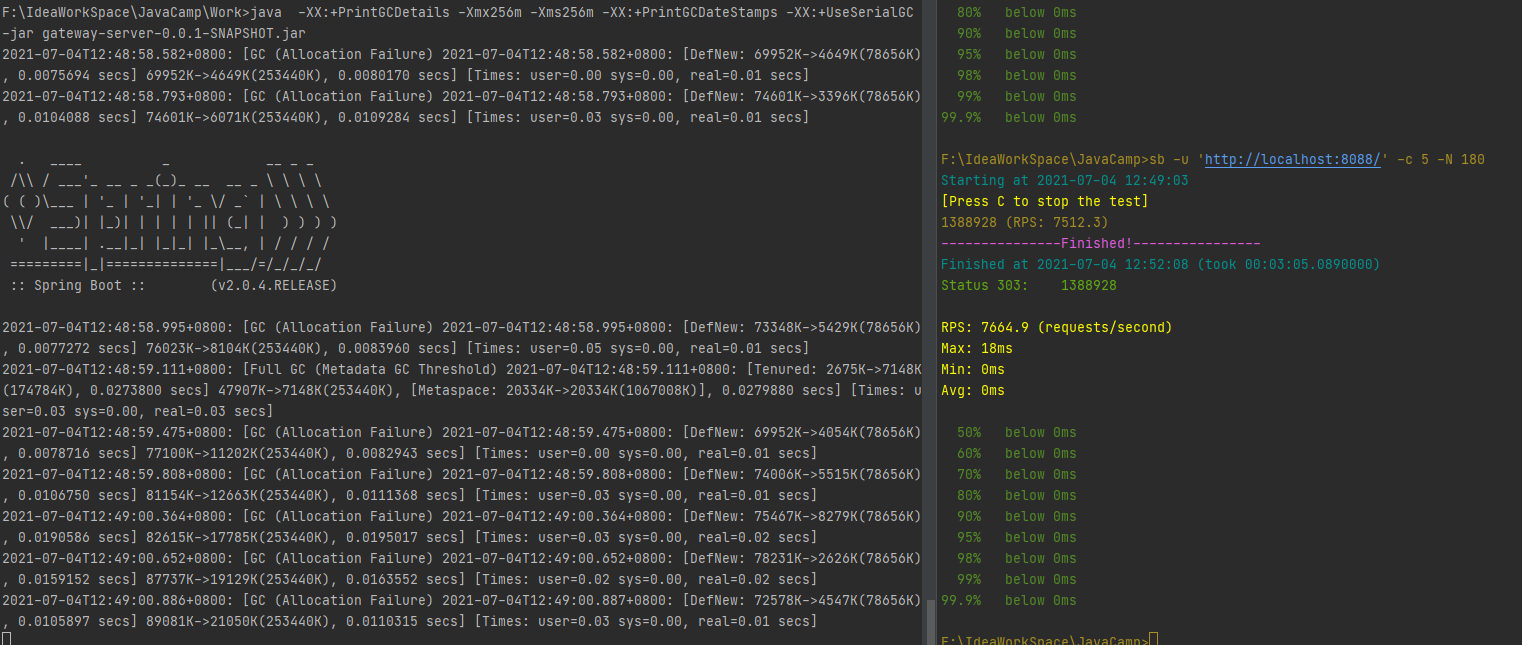 F:\IdeaWorkSpace\JavaCamp\Work>java  -XX:+PrintGCDetails -Xmx256m -Xms256m -XX:+PrintGCDateStamps -XX:+UseSerialGC
-jar gateway-server-0.0.1-SNAPSHOT.jar
2021-07-04T12:48:58.582+0800: [GC (Allocation Failure) 2021-07-04T12:48:58.582+0800: [DefNew: 69952K->4649K(78656K)
, 0.0075694 secs] 69952K->4649K(253440K), 0.0080170 secs] [Times: user=0.00 sys=0.00, real=0.01 secs]
2021-07-04T12:48:58.793+0800: [GC (Allocation Failure) 2021-07-04T12:48:58.793+0800: [DefNew: 74601K->3396K(78656K)
, 0.0104088 secs] 74601K->6071K(253440K), 0.0109284 secs] [Times: user=0.03 sys=0.00, real=0.01 secs]
  .   ____          _            __ _ _
 /\\ / ___'_ __ _ _(_)_ __  __ _ \ \ \ \
( ( )\___ | '_ | '_| | '_ \/ _` | \ \ \ \
 \\/  ___)| |_)| | | | | || (_| |  ) ) ) )
  '  |____| .__|_| |_|_| |_\__, | / / / /
 =========|_|==============|___/=/_/_/_/
 :: Spring Boot ::        (v2.0.4.RELEASE)
2021-07-04T12:48:58.995+0800: [GC (Allocation Failure) 2021-07-04T12:48:58.995+0800: [DefNew: 73348K->5429K(78656K)
, 0.0077272 secs] 76023K->8104K(253440K), 0.0083960 secs] [Times: user=0.05 sys=0.00, real=0.01 secs]
2021-07-04T12:48:59.111+0800: [Full GC (Metadata GC Threshold) 2021-07-04T12:48:59.111+0800: [Tenured: 2675K->7148K
(174784K), 0.0273800 secs] 47907K->7148K(253440K), [Metaspace: 20334K->20334K(1067008K)], 0.0279880 secs] [Times: u
ser=0.03 sys=0.00, real=0.03 secs]
2021-07-04T12:48:59.475+0800: [GC (Allocation Failure) 2021-07-04T12:48:59.475+0800: [DefNew: 69952K->4054K(78656K)
, 0.0078716 secs] 77100K->11202K(253440K), 0.0082943 secs] [Times: user=0.00 sys=0.00, real=0.01 secs]
2021-07-04T12:48:59.808+0800: [GC (Allocation Failure) 2021-07-04T12:48:59.808+0800: [DefNew: 74006K->5515K(78656K)
, 0.0106750 secs] 81154K->12663K(253440K), 0.0111368 secs] [Times: user=0.03 sys=0.00, real=0.01 secs]
2021-07-04T12:49:00.364+0800: [GC (Allocation Failure) 2021-07-04T12:49:00.364+0800: [DefNew: 75467K->8279K(78656K)
, 0.0190586 secs] 82615K->17785K(253440K), 0.0195017 secs] [Times: user=0.03 sys=0.00, real=0.02 secs]
2021-07-04T12:49:00.652+0800: [GC (Allocation Failure) 2021-07-04T12:49:00.652+0800: [DefNew: 78231K->2626K(78656K)
, 0.0159152 secs] 87737K->19129K(253440K), 0.0163552 secs] [Times: user=0.02 sys=0.00, real=0.02 secs]
2021-07-04T12:49:00.886+0800: [GC (Allocation Failure) 2021-07-04T12:49:00.887+0800: [DefNew: 72578K->4547K(78656K)
, 0.0105897 secs] 89081K->21050K(253440K), 0.0110315 secs] [Times: user=0.03 sys=0.00, real=0.01 secs]
80%   below 0ms
90%   below 0ms
95%   below 0ms
98%   below 0ms
99%   below 0ms
99.9%   below 0ms
F:\IdeaWorkSpace\JavaCamp>sb -u 'http://localhost:8088/' -c 5 -N 180
Starting at 2021-07-04 12:49:03
[Press C to stop the test]
1388928 (RPS: 7512.3)
---------------Finished!----------------
Finished at 2021-07-04 12:52:08 (took 00:03:05.0890000)
Status 303:    1388928
RPS: 7664.9 (requests/second)
Max: 18ms
Min: 0ms
Avg: 0ms
50%   below 0ms
60%   below 0ms
70%   below 0ms
80%   below 0ms
90%   below 0ms
95%   below 0ms
98%   below 0ms
99%   below 0ms
99.9%   below 0ms
F:\IdeaWorkSpace\JavaCamp>